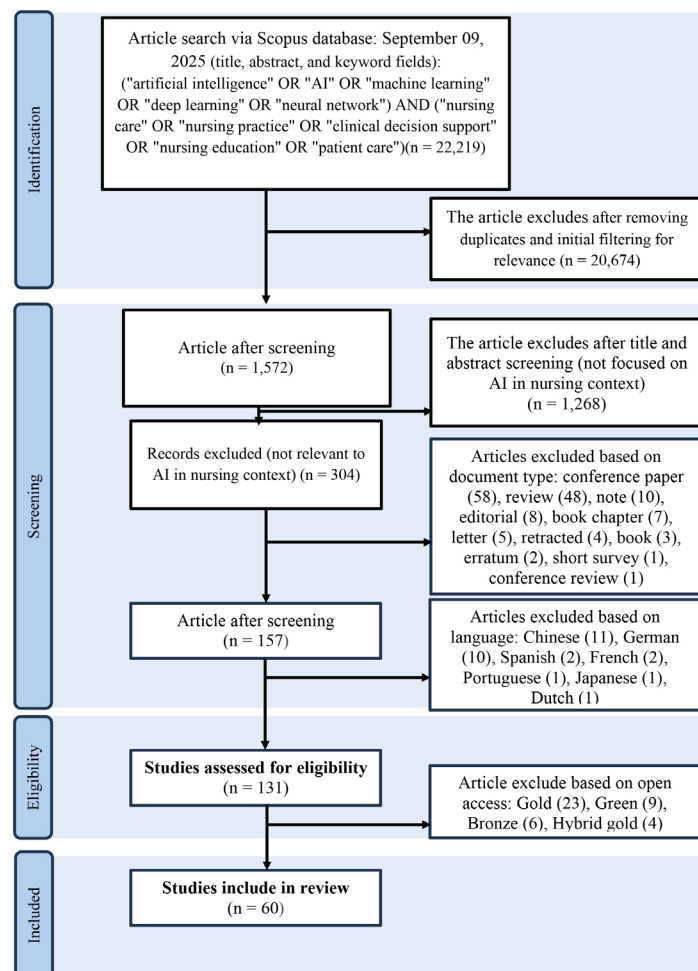 Identification
Article search via Scopus database: September 09,
2025 (title, abstract, and keyword fields):
("artificial intelligence" OR "AI" OR "machine learning"
OR "deep learning" OR "neural network") AND ("nursing
care" OR "nursing practice" OR "clinical decision support"
OR "nursing education" OR "patient care")(n = 22,219)
The article excludes after removing
duplicates and initial filtering for
relevance (n = 20,674)
Screening
Article after screening
(n = 1,572)
The article excludes after title and
abstract screening (not focused on
AI in nursing context)
(n = 1,268)
Records excluded (not relevant to
AI in nursing context) (n = 304)
Articles excluded based on
document type: conference paper
(58), review (48), note (10),
editorial (8), book chapter (7),
letter (5), retracted (4), book (3),
erratum (2), short survey (1),
conference review (1)
Article after screening
(n = 157)
Articles excluded based on
language: Chinese (11), German
(10), Spanish (2), French (2),
Portuguese (1), Japanese (1),
Dutch (1)
Eligibility
Studies assessed for eligibility
(n = 131)
Article exclude based on open
access: Gold (23), Green (9),
Bronze (6), Hybrid gold (4)
Included
Studies include in review
(n = 60)